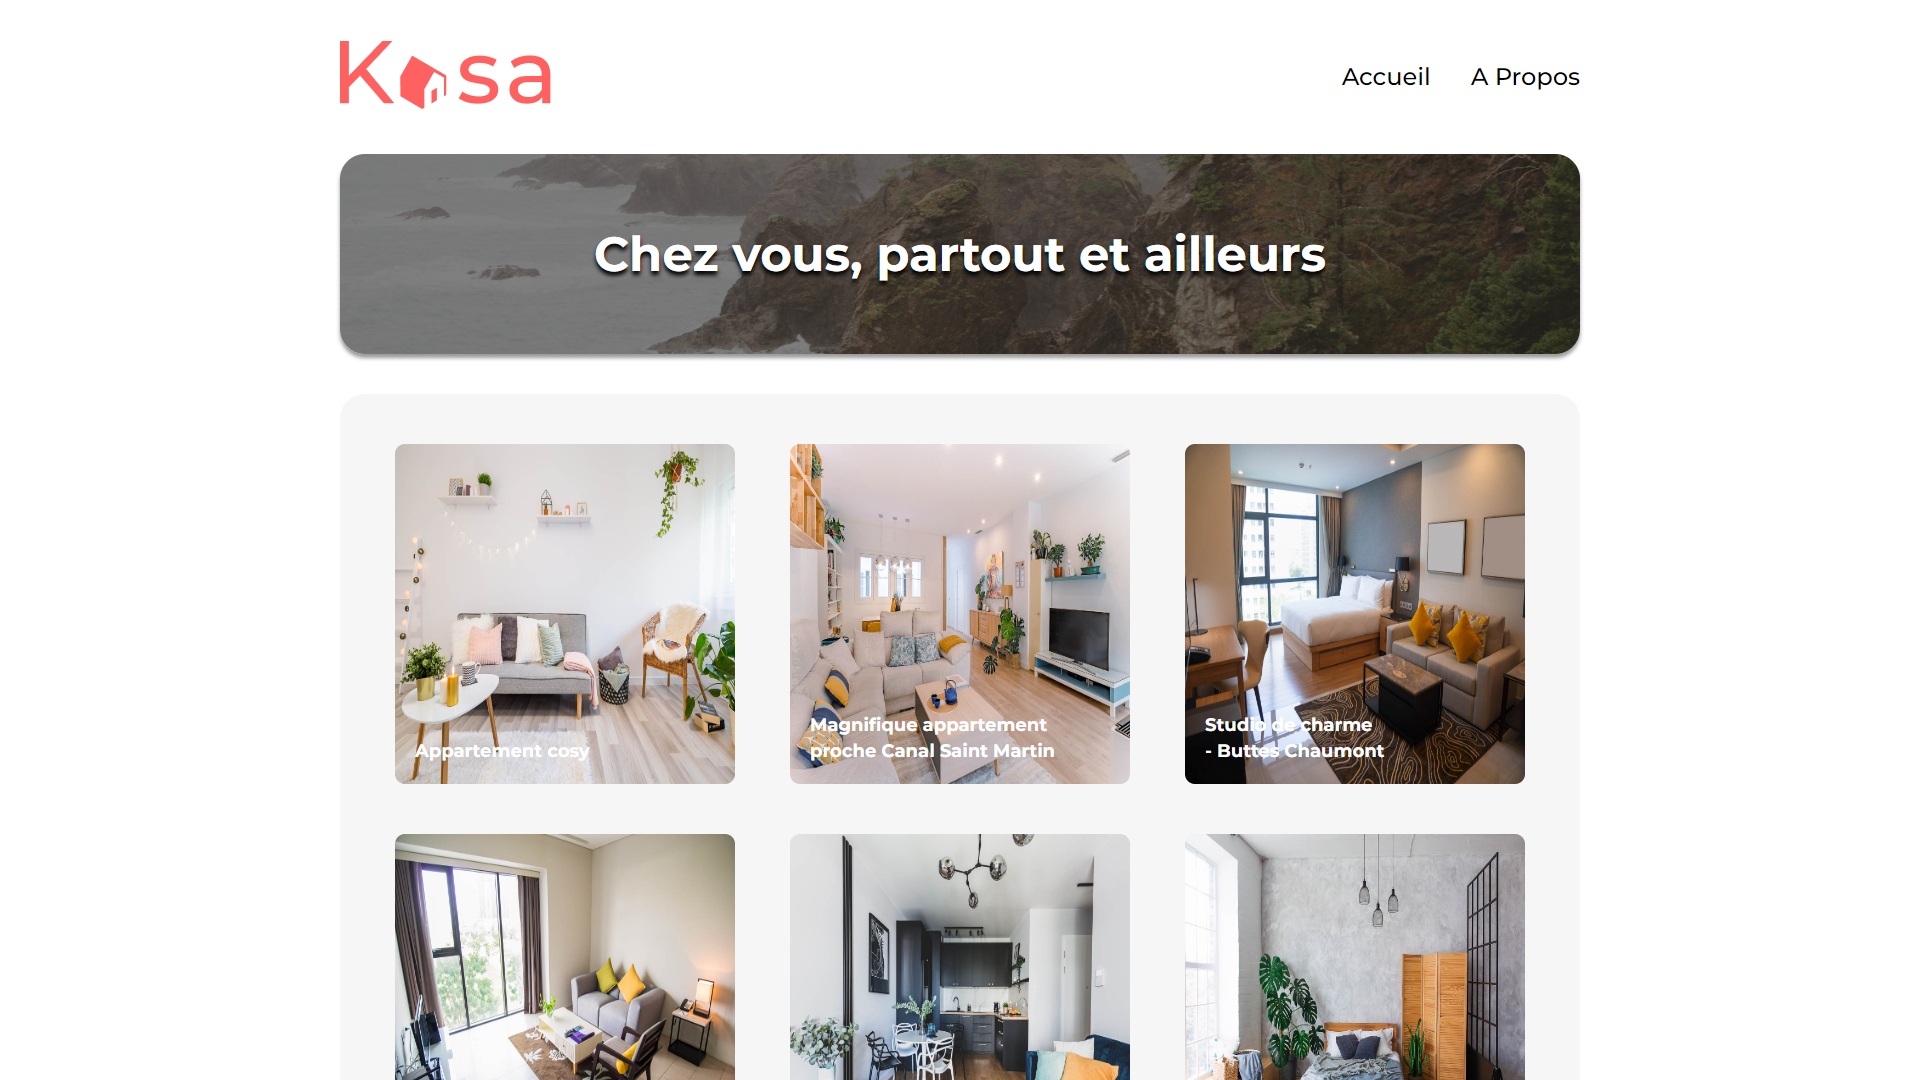 Kasa
Accueil
A Propos
Chez vous, partout et ailleurs
Appartement cosy
Magnifique appartement
proche Canal Saint Martin
Studio de charme
- Buttes Chaumont